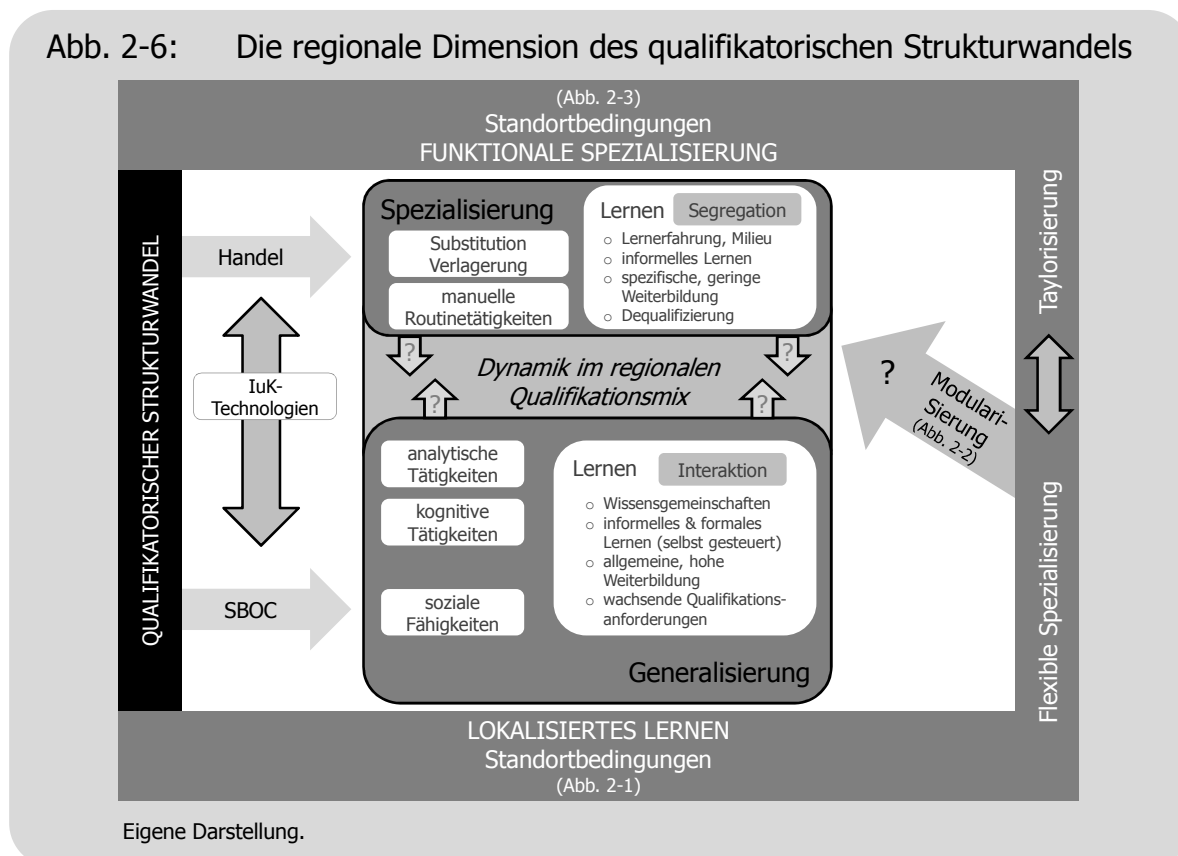 Abb. 2-6: Die regionale Dimension des qualifikatorischen Strukturwandels
(Abb. 2-3)
Standortbedingungen
FUNKTIONALE SPEZIALISIERUNG
QUALIFIKATORISCHER STRUKTURWANDEL
Handel
IuK-
Technologien
SBOC
Spezialisierung
Substitution
Verlagerung
manuelle
Routinetätigkeiten
Lernen
Segregation
○ Lernerfahrung, Milieu
○ informelles Lernen
○ spezifische, geringe
Weiterbildung
○ Dequalifizierung
?
?
Dynamik im regionalen
Qualifikationsmix
?
?
analytische
Tätigkeiten
kognitive
Tätigkeiten
soziale
Fähigkeiten
Lernen
Interaktion
○ Wissensgemeinschaften
○ informelles & formales
Lernen (selbst gesteuert)
○ allgemeine, hohe
Weiterbildung
○ wachsende Qualifikations-
anforderungen
Generalisierung
?
Modulari-
Sierung
(Abb. 2-2)
Taylorisierung
Flexible Spezialisierung
LOKALISIERTES LERNEN
Standortbedingungen
(Abb. 2-1)
Eigene Darstellung.